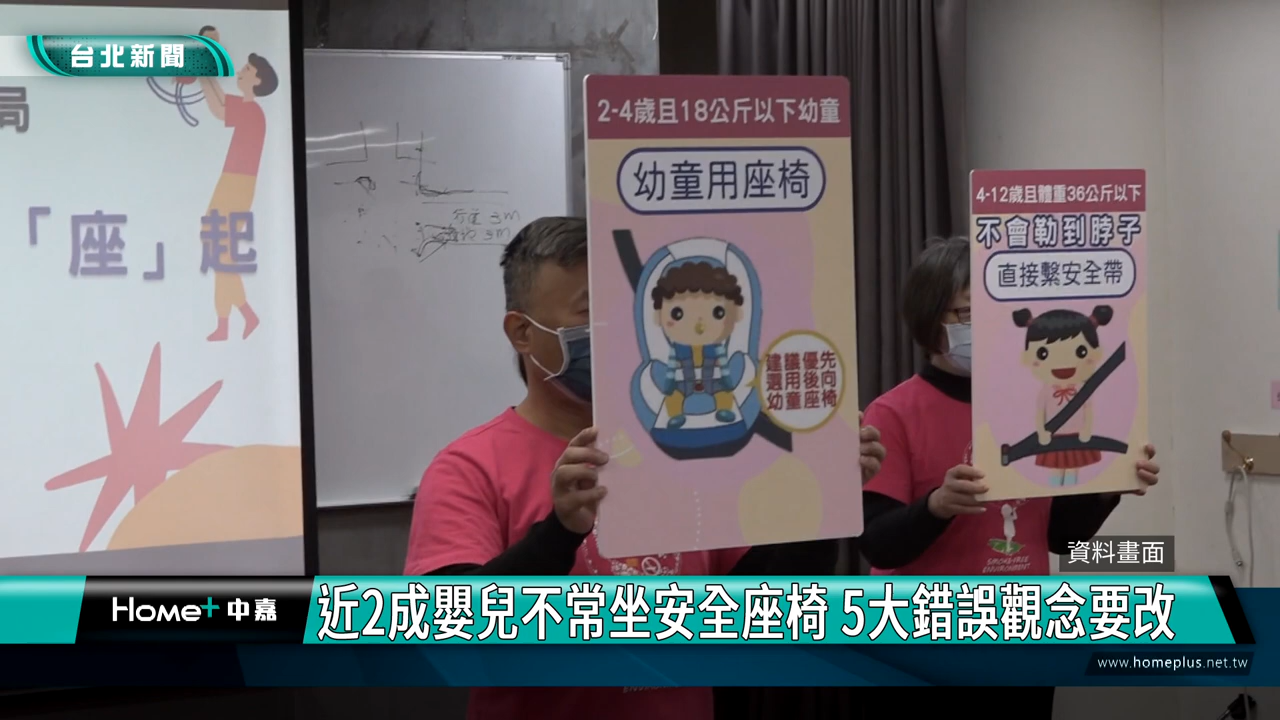 台北新聞
局
「座」起
2-4歲且18公斤以下幼童
幼童用座椅
建議優先
選用後向
幼童座椅
4-12歲且體重36公斤以下
不會勒到脖子
直接繫安全帶
SMOKE-FREE
ENVIRONMENT
資料畫面
Home+中嘉
近2成嬰兒不常坐安全座椅 5大錯誤觀念要改
www.homeplus.net.tw